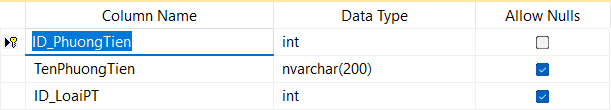 Column Name Data Type Allow Nulls
ID_PhuongTien int
TenPhuongTien nvarchar(200)
ID_LoaiPT int